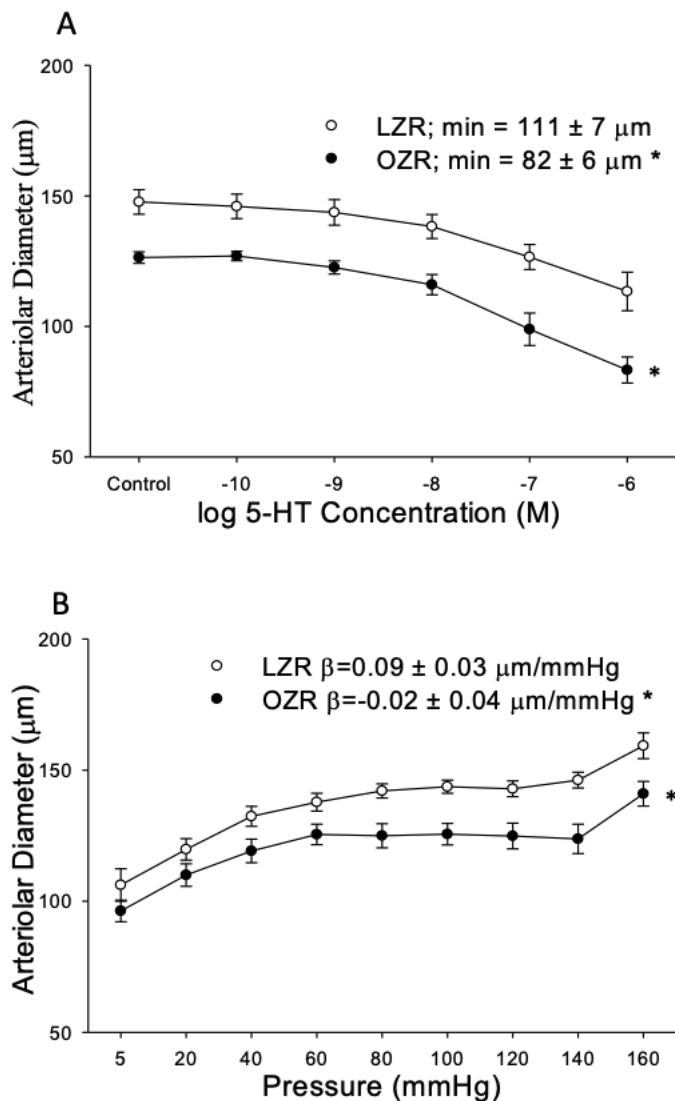 A
200
150
100
50
Arteriolar Diameter (μm)
LZR; min = 111 ± 7 μm
OZR; min = 82 ± 6 μm *
*
Control -10 -9 -8 -7 -6
log 5-HT Concentration (M)
B
200
150
100
50
Arteriolar Diameter (μm)
LZR β=0.09 ± 0.03 μm/mmHg
OZR β=-0.02 ± 0.04 μm/mmHg *
*
5 20 40 60 80 100 120 140 160
Pressure (mmHg)